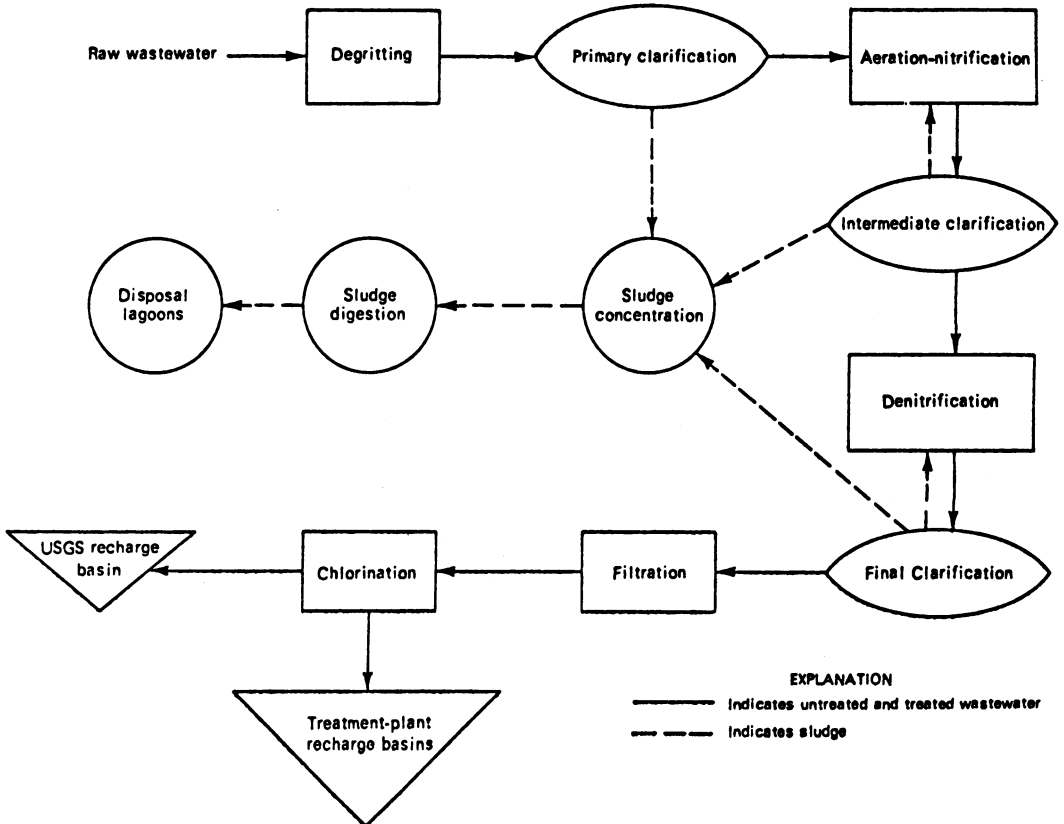 Raw wastewater
Degritting
Primary clarification
Aeration-nitrification
Intermediate clarification
Disposal
lagoons
Sludge
digestion
Sludge
concentration
Denitrification
USGS recharge
basin
Chlorination
Filtration
Final Clarification
Treatment-plant
recharge basins
EXPLANATION
Indicates untreated and treated wastewater
Indicates sludge